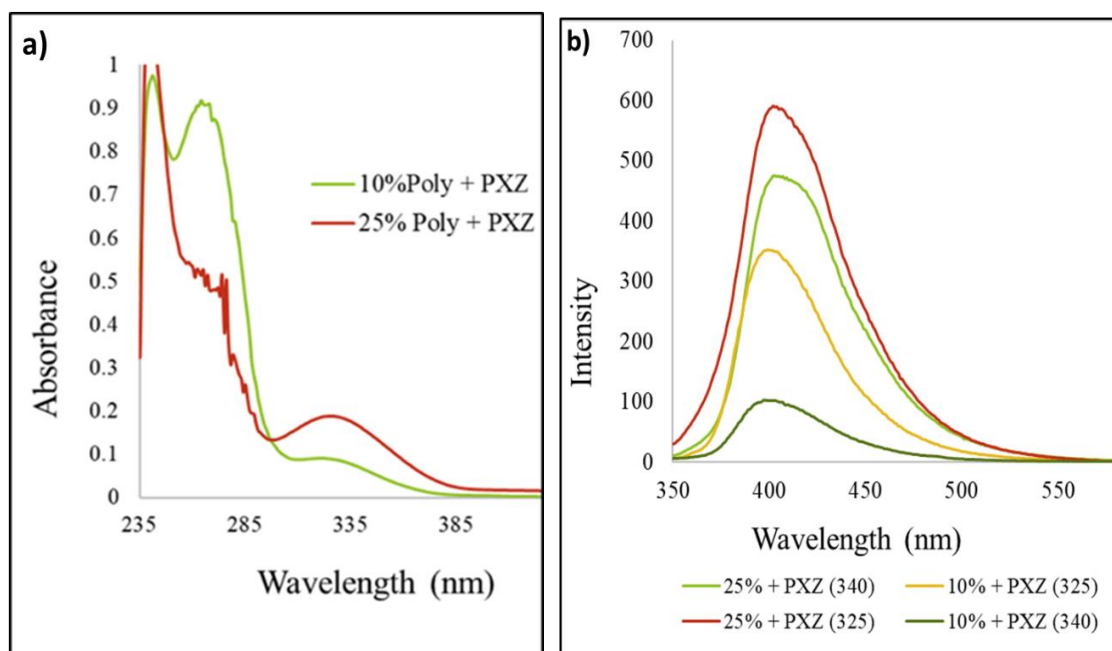 a)
1
0.9
0.8
0.7
0.6
0.5
0.4
0.3
0.2
0.1
0
Absorbance
10%Poly + PXZ
25% Poly + PXZ
235 285 335 385
Wavelength (nm)
b)
700
600
500
400
300
200
100
0
Intensity
350 400 450 500 550
Wavelength (nm)
25% + PXZ (340) 10% + PXZ (325)
25% + PXZ (325) 10% + PXZ (340)